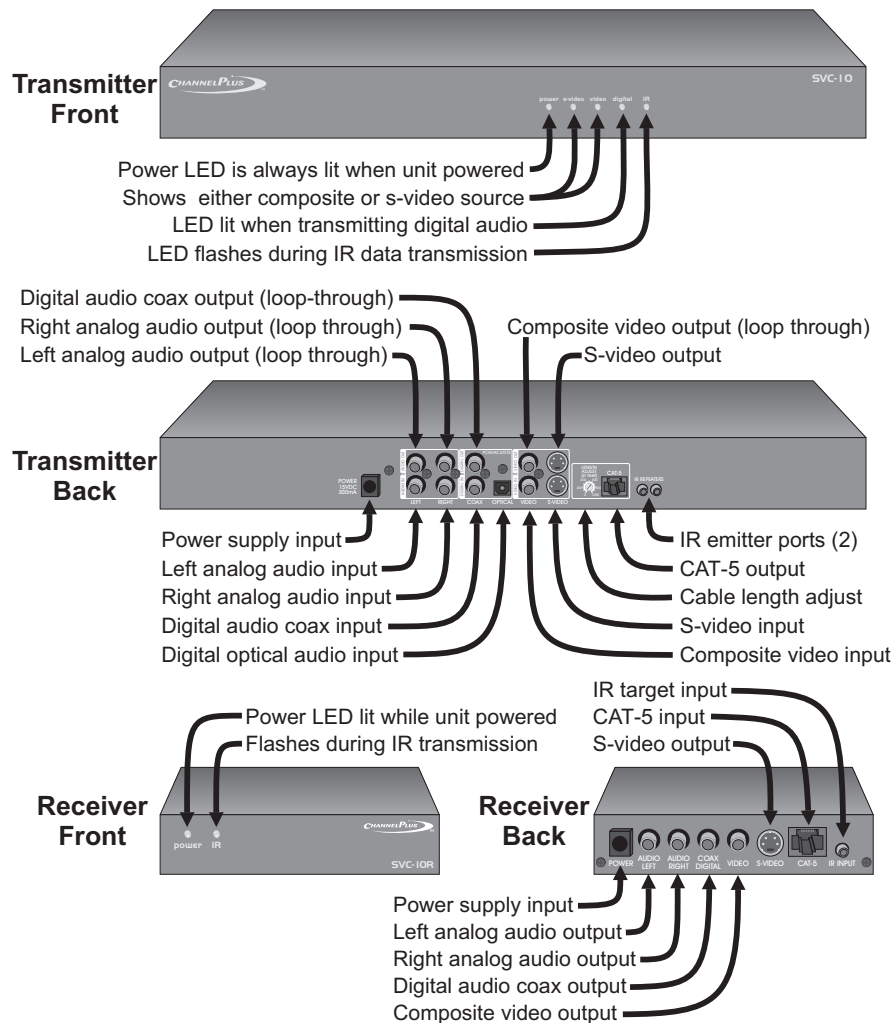 Transmitter
Front
CHANNELPLUS
SVC-10
power s-video video digital IR
Power LED is always lit when unit powered
Shows either composite or s-video source
LED lit when transmitting digital audio
LED flashes during IR data transmission
Digital audio coax output (loop-through)
Right analog audio output (loop through)
Left analog audio output (loop through)
Composite video output (loop through)
S-video output
Transmitter
Back
POWER
15VDC
300mA
LEFT RIGHT COAX OPTICAL VIDEO S-VIDEO
LENGTH
ADJUST
CAT-5
IR REPEATERS
Power supply input
Left analog audio input
Right analog audio input
Digital audio coax input
Digital optical audio input
IR emitter ports (2)
CAT-5 output
Cable length adjust
S-video input
Composite video input
IR target input
CAT-5 input
S-video output
Power LED lit while unit powered
Flashes during IR transmission
Receiver
Front
power IR
CHANNELPLUS
SVC-10R
Receiver
Back
POWER
AUDIO
LEFT
AUDIO
RIGHT
COAX
DIGITAL
VIDEO
S-VIDEO
CAT-5
IR INPUT
Power supply input
Left analog audio output
Right analog audio output
Digital audio coax output
Composite video output